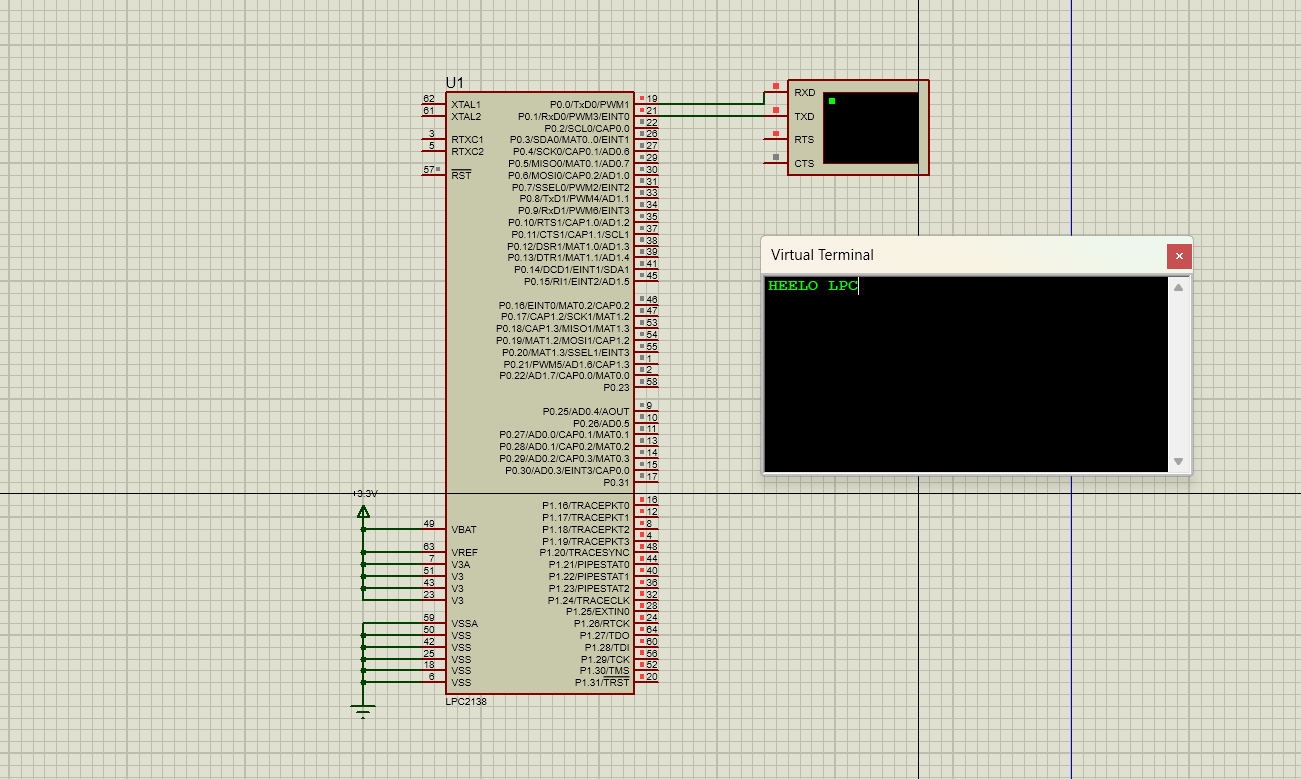 U1
62 XTAL1
61 XTAL2
3 RTXC1
5 RTXC2
57 RST
P0.0/TxD0/PWM1 19
P0.1/RxD0/PWM3/EINT0 21
P0.2/SCL0/CAP0.0 22
P0.3/SDA0/MAT0..0/EINT1 26
P0.4/SCK0/CAP0.1/AD0.6 27
P0.5/MISO0/MAT0.1/AD0.7 29
P0.6/MOSI0/CAP0.2/AD1.0 30
P0.7/SSEL0/PWM2/EINT2 31
P0.8/TxD1/PWM4/AD1.1 33
P0.9/RxD1/PWM6/EINT3 34
P0.10/RTS1/CAP1.0/AD1.2 35
P0.11/CTS1/CAP1.1/SCL1 37
P0.12/DSR1/MAT1.0/AD1.3 38
P0.13/DTR1/MAT1.1/AD1.4 39
P0.14/DCD1/EINT1/SDA1 41
P0.15/RI1/EINT2/AD1.5 45
P0.16/EINT0/MAT0.2/CAP0.2 46
P0.17/CAP1.2/SCK1/MAT1.2 47
P0.18/CAP1.3/MISO1/MAT1.3 53
P0.19/MAT1.2/MOSI1/CAP1.2 54
P0.20/MAT1.3/SSEL1/EINT3 55
P0.21/PWM5/AD1.6/CAP1.3 1
P0.22/AD1.7/CAP0.0/MAT0.0 2
P0.23 58
P0.25/AD0.4/AOUT 9
P0.26/AD0.5 10
P0.27/AD0.0/CAP0.1/MAT0.1 11
P0.28/AD0.1/CAP0.2/MAT0.2 13
P0.29/AD0.2/CAP0.3/MAT0.3 14
P0.30/AD0.3/EINT3/CAP0.0 15
P0.31 17
P1.16/TRACEPKT0 16
P1.17/TRACEPKT1 12
P1.18/TRACEPKT2 8
P1.19/TRACEPKT3 4
P1.20/TRACESYNC 48
P1.21/PIPESTAT0 44
P1.22/PIPESTAT1 40
P1.23/PIPESTAT2 36
P1.24/TRACECLK 32
P1.25/EXTIN0 28
P1.26/RTCK 24
P1.27/TDO 64
P1.28/TDI 60
P1.29/TCK 56
P1.30/TMS 52
P1.31/TRST 20
+3.3V
49 VBAT
63 VREF
7 V3A
51 V3
43 V3
23 V3
59 VSSA
50 VSS
42 VSS
25 VSS
18 VSS
6 VSS
LPC2138
RXD
TXD
RTS
CTS
Virtual Terminal
HEELO LPC